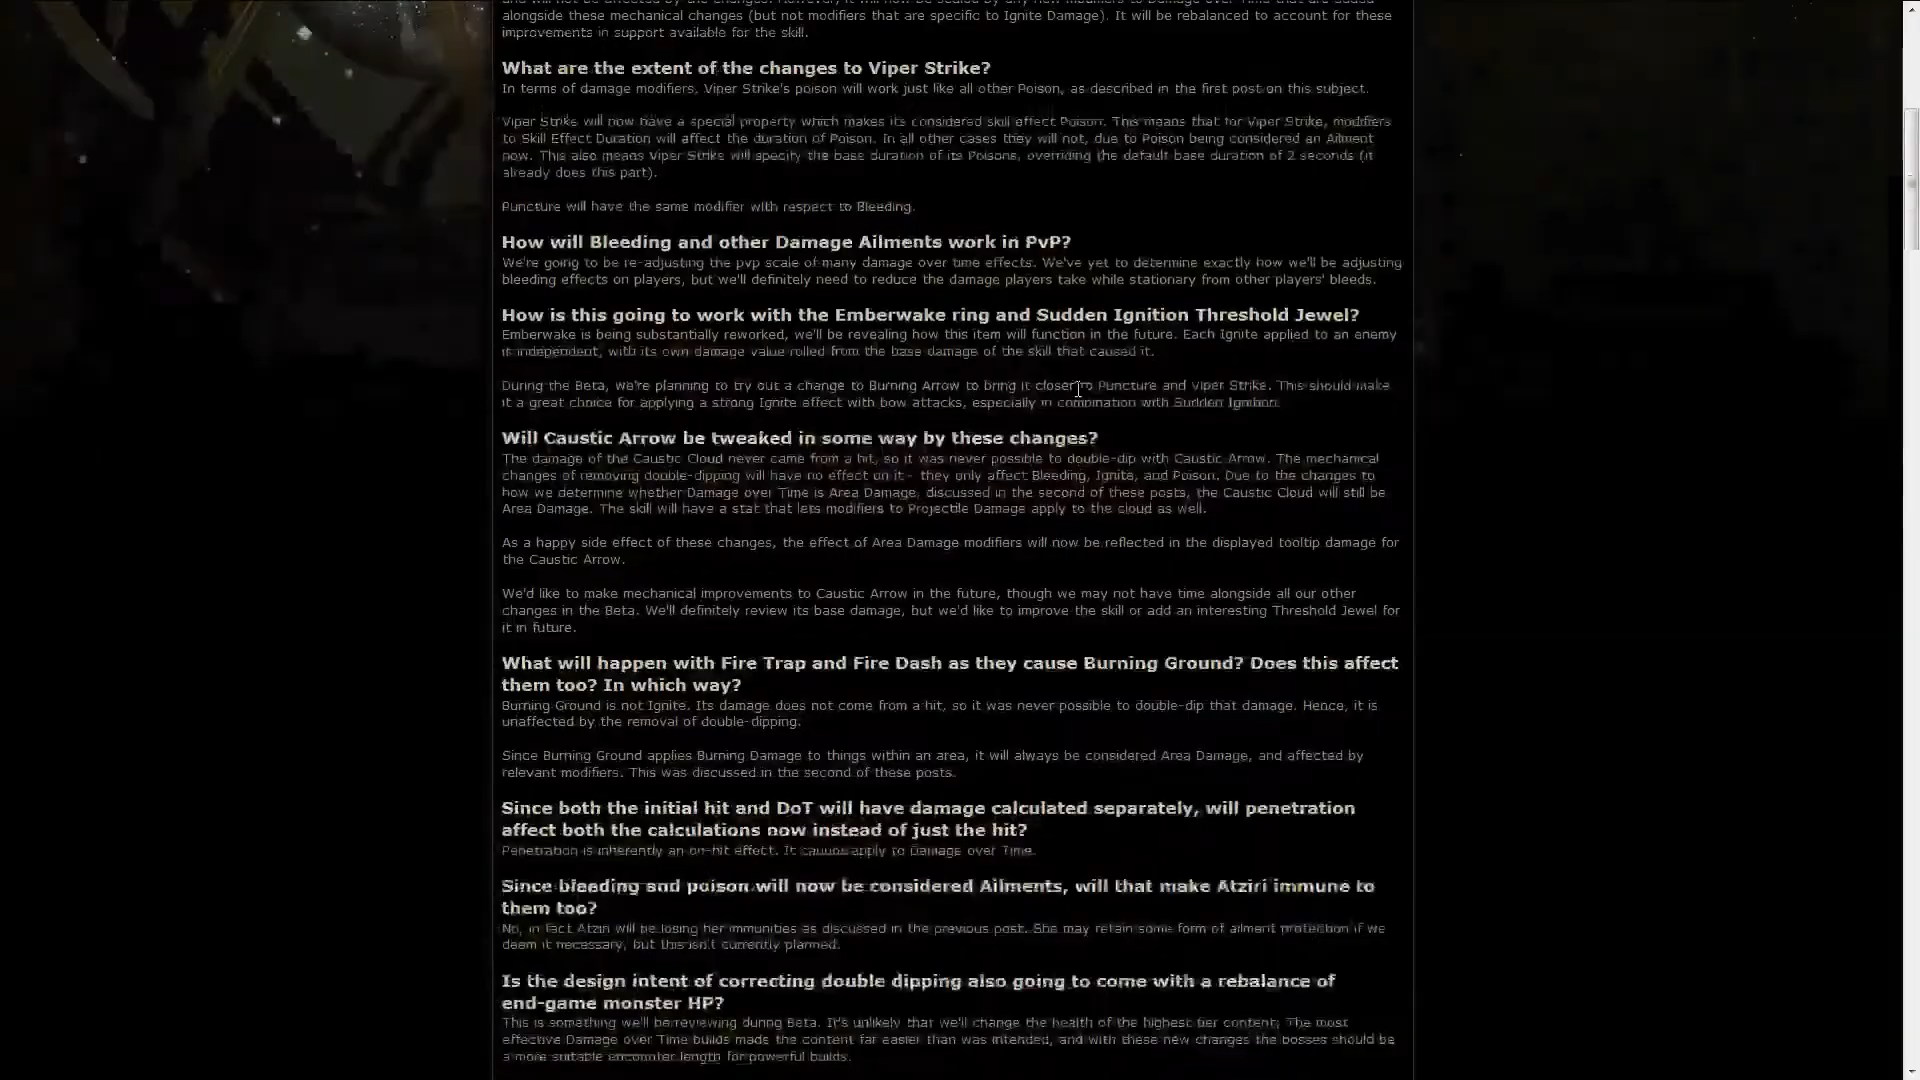 alongside these mechanical changes (but not modifiers that are specific to Ignite Damage). It will be rebalanced to account for these
improvements in support available for the skill.
What are the extent of the changes to Viper Strike?
In terms of damage modifiers, Viper Strike's poison will work just like all other Poison, as described in the first post on this subject.
Viper Strike will now have a special property which makes its considered skill effect Poison. This means that for Viper Strike, modifiers
to Skill Effect Duration will affect the duration of Poison. In all other cases they will not, due to Poison being considered an Ailment
now. This also means Viper Strike will specify the base duration of its Poisons, overriding the default base duration of 2 seconds (it
already does this part).
Puncture will have the same modifier with respect to Bleeding.
How will Bleeding and other Damage Ailments work in PvP?
We're going to be re-adjusting the pvp scale of many damage over time effects. We've yet to determine exactly how we'll be adjusting
bleeding effects on players, but we'll definitely need to reduce the damage players take while stationary from other players' bleeds.
How is this going to work with the Emberwake ring and Sudden Ignition Threshold Jewel?
Emberwake is being substantially reworked, we'll be revealing how this item will function in the future. Each Ignite applied to an enemy
is independent, with its own damage value rolled from the base damage of the skill that caused it.
During the Beta, we're planning to try out a change to Burning Arrow to bring it closer to Puncture and Viper Strike. This should make
it a great choice for applying a strong Ignite effect with bow attacks, especially in combination with Sudden Ignition.
Will Caustic Arrow be tweaked in some way by these changes?
The damage of the Caustic Cloud never came from a hit, so it was never possible to double-dip with Caustic Arrow. The mechanical
changes of removing double-dipping will have no effect on it - they only affect Bleeding, Ignite, and Poison. Due to the changes to
how we determine whether Damage over Time is Area Damage, discussed in the second of these posts, the Caustic Cloud will still be
Area Damage. The skill will have a stat that lets modifiers to Projectile Damage apply to the cloud as well.
As a happy side effect of these changes, the effect of Area Damage modifiers will now be reflected in the displayed tooltip damage for
the Caustic Arrow.
We'd like to make mechanical improvements to Caustic Arrow in the future, though we may not have time alongside all our other
changes in the Beta. We'll definitely review its base damage, but we'd like to improve the skill or add an interesting Threshold Jewel for
it in future.
What will happen with Fire Trap and Fire Dash as they cause Burning Ground? Does this affect
them too? In which way?
Burning Ground is not Ignite. Its damage does not come from a hit, so it was never possible to double-dip that damage. Hence, it is
unaffected by the removal of double-dipping.
Since Burning Ground applies Burning Damage to things within an area, it will always be considered Area Damage, and affected by
relevant modifiers. This was discussed in the second of these posts.
Since both the initial hit and DoT will have damage calculated separately, will penetration
affect both the calculations now instead of just the hit?
Penetration is inherently an on-hit effect. It cannot apply to Damage over Time.
Since bleeding and poison will now be considered Ailments, will that make Atziri immune to
them too?
No, in fact Atziri will be losing her immunities as discussed in the previous post. She may retain some form of ailment protection if we
deem it necessary, but this isn't currently planned.
Is the design intent of correcting double dipping also going to come with a rebalance of
end-game monster HP?
This is something we'll be reviewing during Beta. It's unlikely that we'll change the health of the highest tier content. The most
effective Damage over Time builds made the content far easier than was intended, and with these new changes the bosses should be
a more suitable encounter length for powerful builds.